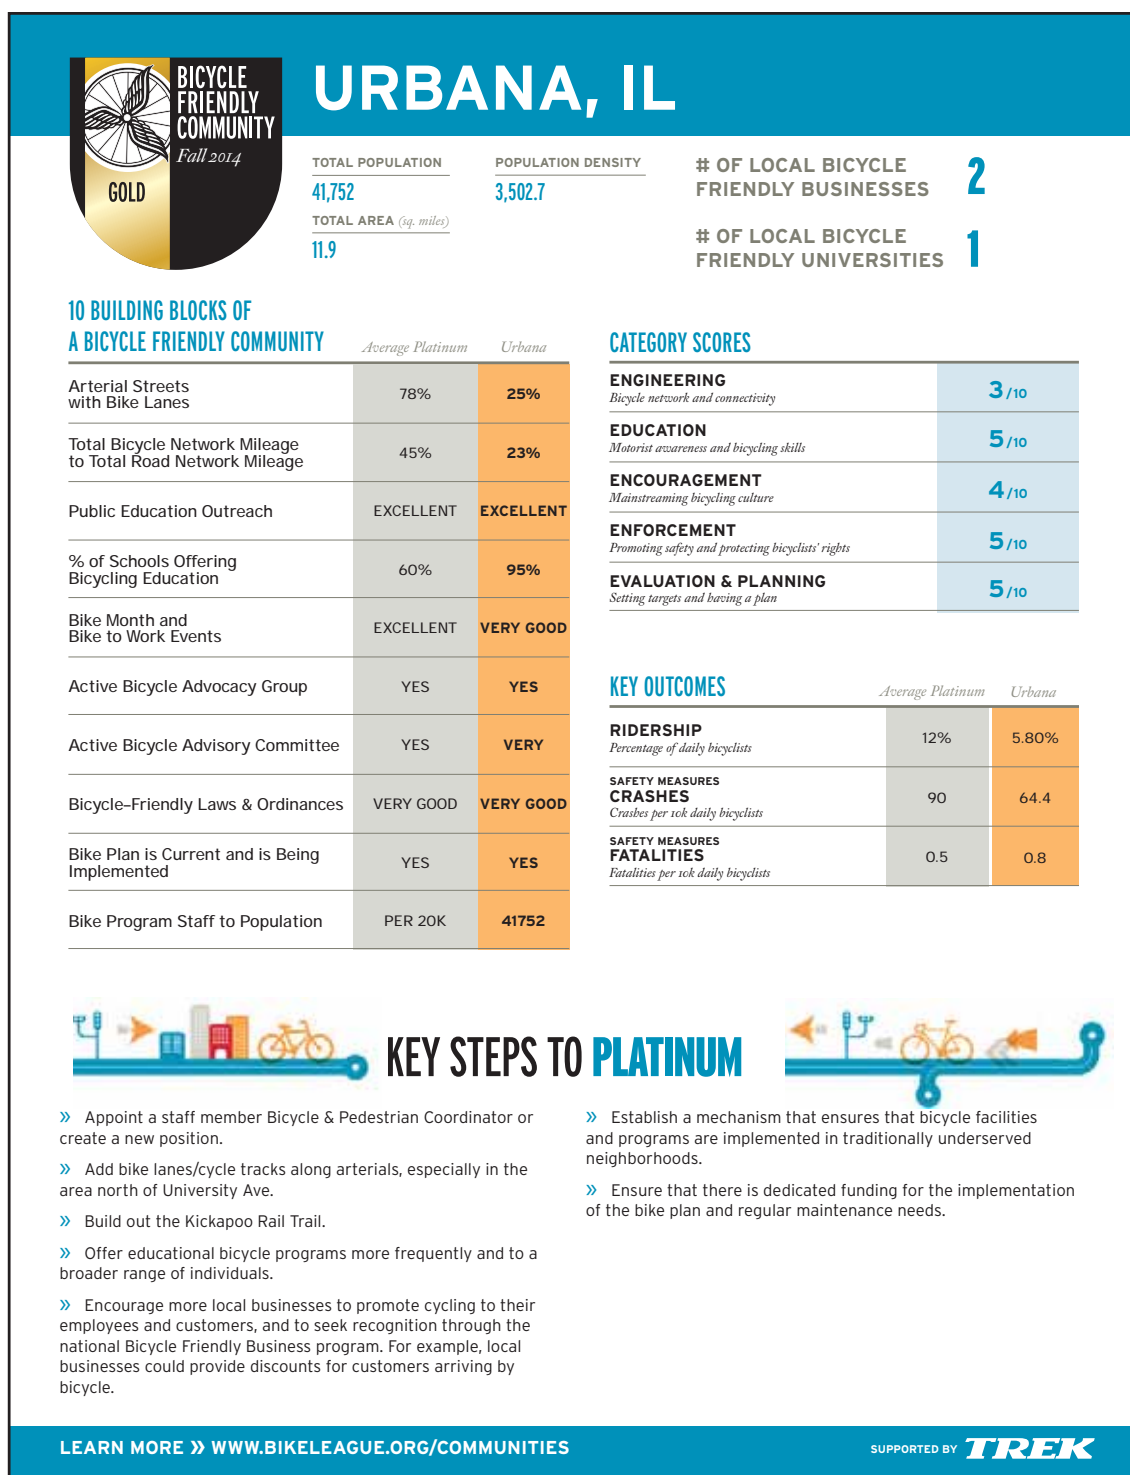 BICYCLE
FRIENDLY
COMMUNITY
Fall 2014
GOLD
URBANA, IL
TOTAL POPULATION
41,752
TOTAL AREA (sq. miles)
11.9
POPULATION DENSITY
3,502.7
# OF LOCAL BICYCLE
FRIENDLY BUSINESSES 2
# OF LOCAL BICYCLE
FRIENDLY UNIVERSITIES 1
10 BUILDING BLOCKS OF
A BICYCLE FRIENDLY COMMUNITY Average Platinum Urbana
Arterial Streets
with Bike Lanes 78% 25%
Total Bicycle Network Mileage
to Total Road Network Mileage 45% 23%
Public Education Outreach EXCELLENT EXCELLENT
% of Schools Offering
Bicycling Education 60% 95%
Bike Month and
Bike to Work Events EXCELLENT VERY GOOD
Active Bicycle Advocacy Group YES YES
Active Bicycle Advisory Committee YES VERY
Bicycle–Friendly Laws & Ordinances VERY GOOD VERY GOOD
Bike Plan is Current and is Being
Implemented YES YES
Bike Program Staff to Population PER 20K 41752
CATEGORY SCORES
ENGINEERING 3/10
Bicycle network and connectivity
EDUCATION 5/10
Motorist awareness and bicycling skills
ENCOURAGEMENT 4/10
Mainstreaming bicycling culture
ENFORCEMENT 5/10
Promoting safety and protecting bicyclists' rights
EVALUATION & PLANNING 5/10
Setting targets and having a plan
KEY OUTCOMES Average Platinum Urbana
RIDERSHIP 12% 5.80%
Percentage of daily bicyclists
SAFETY MEASURES
CRASHES 90 64.4
Crashes per 10k daily bicyclists
SAFETY MEASURES
FATALITIES 0.5 0.8
Fatalities per 10k daily bicyclists
KEY STEPS TO PLATINUM
» Appoint a staff member Bicycle & Pedestrian Coordinator or
create a new position.
» Add bike lanes/cycle tracks along arterials, especially in the
area north of University Ave.
» Build out the Kickapoo Rail Trail.
» Offer educational bicycle programs more frequently and to a
broader range of individuals.
» Encourage more local businesses to promote cycling to their
employees and customers, and to seek recognition through the
national Bicycle Friendly Business program. For example, local
businesses could provide discounts for customers arriving by
bicycle.
» Establish a mechanism that ensures that bicycle facilities
and programs are implemented in traditionally underserved
neighborhoods.
» Ensure that there is dedicated funding for the implementation
of the bike plan and regular maintenance needs.
LEARN MORE » WWW.BIKELEAGUE.ORG/COMMUNITIES
SUPPORTED BY TREK